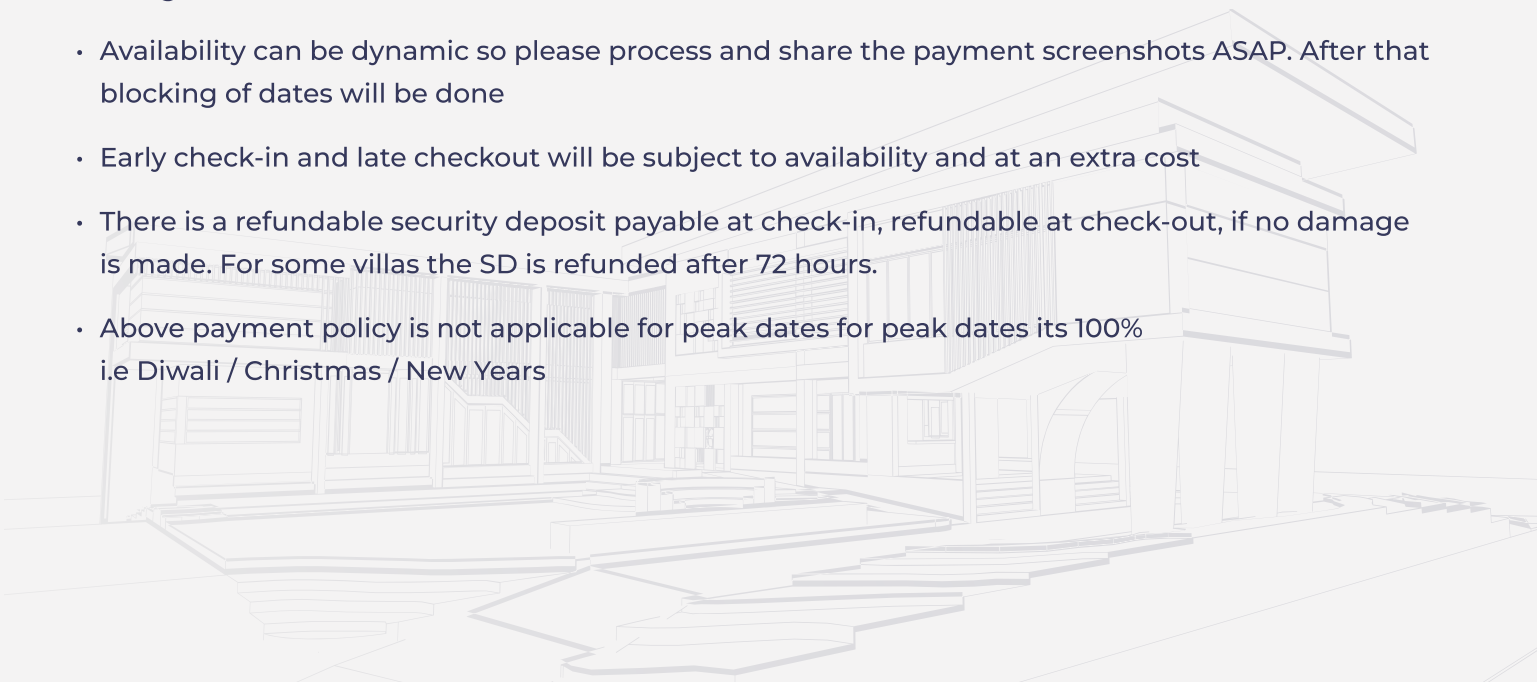 • Availability can be dynamic so please process and share the payment screenshots ASAP. After that
blocking of dates will be done
• Early check-in and late checkout will be subject to availability and at an extra cost
• There is a refundable security deposit payable at check-in, refundable at check-out, if no damage
is made. For some villas the SD is refunded after 72 hours.
• Above payment policy is not applicable for peak dates for peak dates its 100%
i.e Diwali / Christmas / New Years